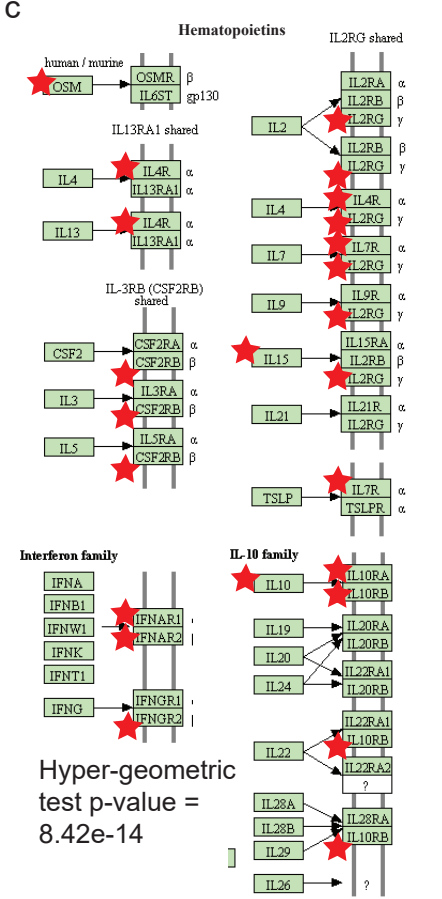 C
Hematopoietins
human / murine
OSM
OSMR β
IL6ST gp130
IL13RA1 shared
IL4
IL4R α
IL13RA1 α
IL13
IL4R α
IL13RA1 α
IL-3RB (CSF2RB)
shared
CSF2
CSF2RA α
CSF2RB β
IL3
IL3RA α
CSF2RB β
IL5
IL5RA α
CSF2RB β
IL2RG shared
IL2
IL2RA α
IL2RB β
IL2RG γ
IL2RB β
IL2RG γ
IL4
IL4R α
IL2RG γ
IL7
IL7R α
IL2RG γ
IL9
IL9R α
IL2RG γ
IL15
IL15RA α
IL2RB β
IL2RG γ
IL21
IL21R α
IL2RG γ
TSLP
IL7R α
TSLPR α
Interferon family
IFNA
IFNB1
IFNW1
IFNK
IFNT1
IFNAR1
IFNAR2
IFNG
IFNGR1
IFNGR2
Hyper-geometric
test p-value =
8.42e-14
IL-10 family
IL10
IL10RA
IL10RB
IL19
IL20
IL24
IL20RA
IL20RB
IL22RA1
IL20RB
IL22
IL22RA1
IL10RB
IL22RA2
?
IL28A
IL28B
IL29
IL28RA
IL10RB
IL26
?